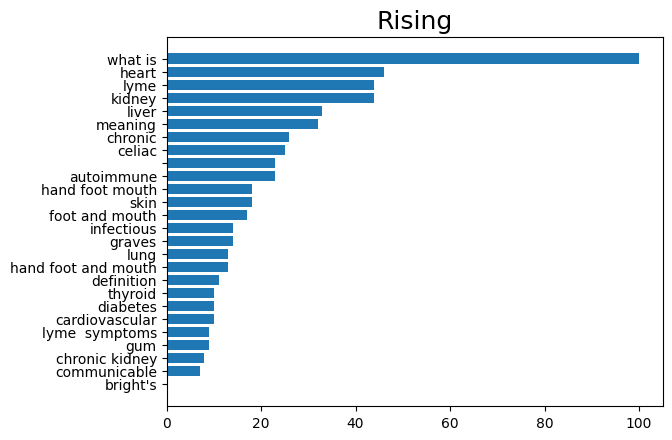 Rising
what is
heart
lyme
kidney
liver
meaning
chronic
celiac
autoimmune
hand foot mouth
skin
foot and mouth
infectious
graves
lung
hand foot and mouth
definition
thyroid
diabetes
cardiovascular
lyme  symptoms
gum
chronic kidney
communicable
bright's
0 20 40 60 80 100